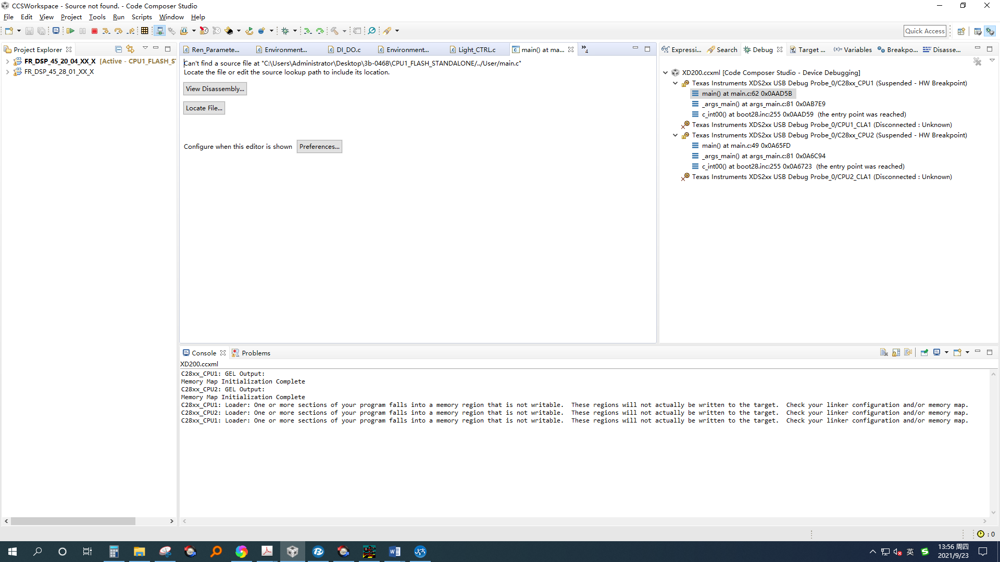 CCSWorkspace - Source not found. - Code Composer Studio
File Edit View Project Tools Run Scripts Window Help
Quick Access
Project Explorer
FR_DSP_45_20_04_XX_X [Active - CPU1_FLASH_S
FR_DSP_45_28_01_XX_X
Ren_Paramete... Environment... DI_DO.c Environment... Light_CTRL.c main() at ma... »4
Can't find a source file at "C:\Users\Administrator\Desktop\3b-0468\CPU1_FLASH_STANDALONE/../User/main.c"
Locate the file or edit the source lookup path to include its location.
View Disassembly...
Locate File...
Configure when this editor is shown Preferences...
Expressi... Search Debug Target ... (x)= Variables Breakpo... Disasse...
XD200.ccxml [Code Composer Studio - Device Debugging]
Texas Instruments XDS2xx USB Debug Probe_0/C28xx_CPU1 (Suspended - HW Breakpoint)
main() at main.c:62 0x0AAD5B
_args_main() at args_main.c:81 0x0AB7E9
c_int00() at boot28.inc:255 0x0AAD59 (the entry point was reached)
Texas Instruments XDS2xx USB Debug Probe_0/CPU1_CLA1 (Disconnected : Unknown)
Texas Instruments XDS2xx USB Debug Probe_0/C28xx_CPU2 (Suspended - HW Breakpoint)
main() at main.c:49 0x0A65FD
_args_main() at args_main.c:81 0x0A6C94
c_int00() at boot28.inc:255 0x0A6723 (the entry point was reached)
Texas Instruments XDS2xx USB Debug Probe_0/CPU2_CLA1 (Disconnected : Unknown)
Console Problems
XD200.ccxml
C28xx_CPU1: GEL Output:
Memory Map Initialization Complete
C28xx_CPU2: GEL Output:
Memory Map Initialization Complete
C28xx_CPU1: Loader: One or more sections of your program falls into a memory region that is not writable. These regions will not actually be written to the target. Check your linker configuration and/or memory map.
C28xx_CPU2: Loader: One or more sections of your program falls into a memory region that is not writable. These regions will not actually be written to the target. Check your linker configuration and/or memory map.
C28xx_CPU1: Loader: One or more sections of your program falls into a memory region that is not writable. These regions will not actually be written to the target. Check your linker configuration and/or memory map.
: 0
英
13:56 周四
2021/9/23